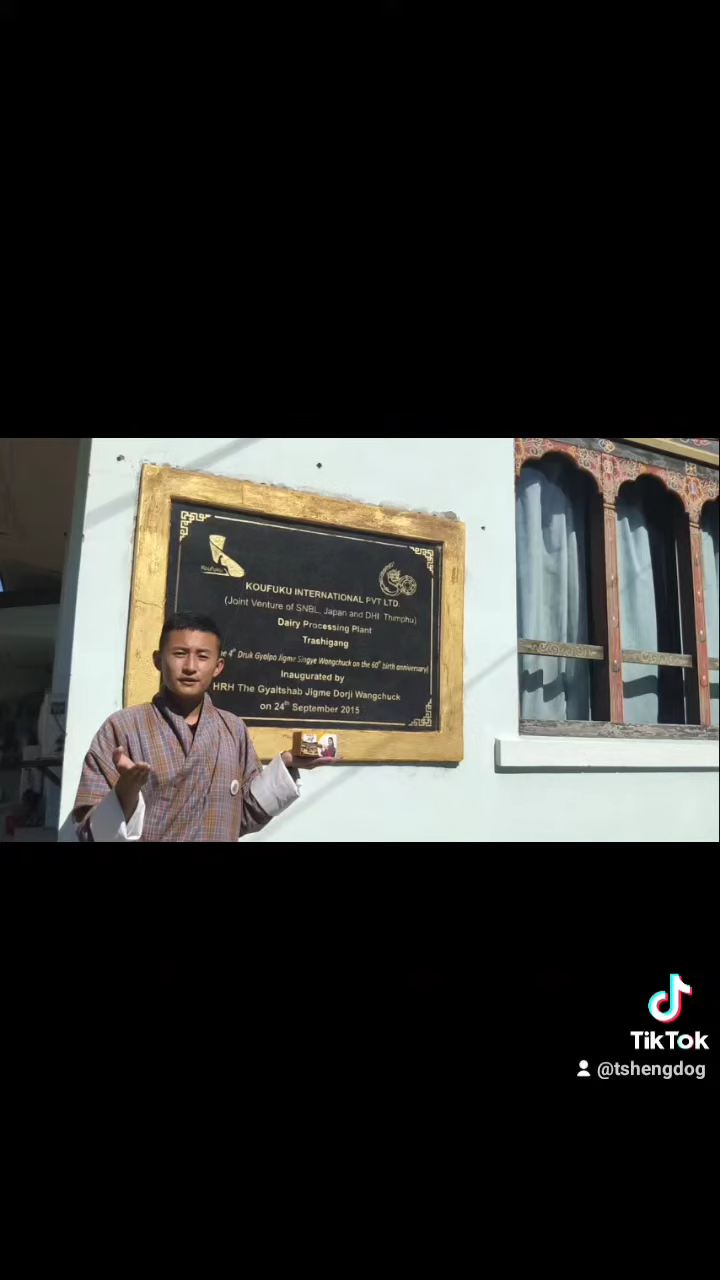 Koufuku
KOUFUKU INTERNATIONAL PVT LTD.
(Joint Venture of SNBL, Japan and DHI, Thimphu)
Dairy Processing Plant
Trashigang
4th Druk Gyalpo Jigme Singye Wangchuck on the 60th birth anniversary)
Inaugurated by
HRH The Gyaltshab Jigme Dorji Wangchuck
on 24th September 2015
TikTok
@tshengdog